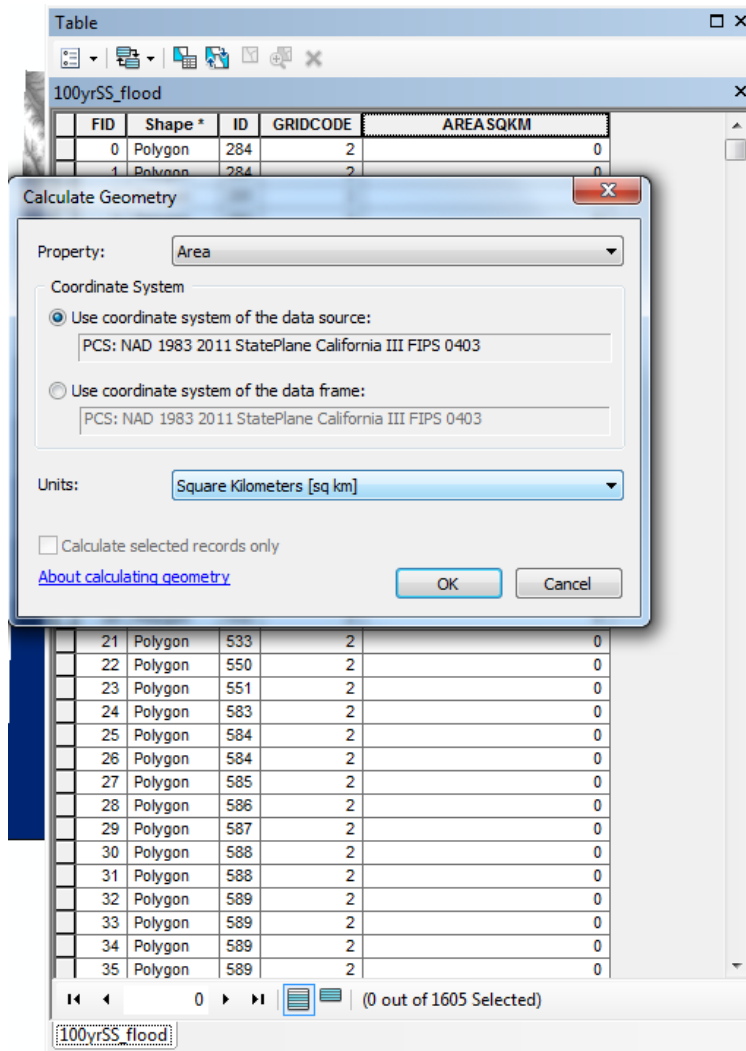 Table
100yrSS_flood
FID Shape * ID GRIDCODE AREASQKM
0 Polygon 284 2 0
1 Polygon 284 2 0
Calculate Geometry
Property: Area
Coordinate System
Use coordinate system of the data source:
PCS: NAD 1983 2011 StatePlane California III FIPS 0403
Use coordinate system of the data frame:
PCS: NAD 1983 2011 StatePlane California III FIPS 0403
Units: Square Kilometers [sq km]
Calculate selected records only
About calculating geometry OK Cancel
21 Polygon 533 2 0
22 Polygon 550 2 0
23 Polygon 551 2 0
24 Polygon 583 2 0
25 Polygon 584 2 0
26 Polygon 584 2 0
27 Polygon 585 2 0
28 Polygon 586 2 0
29 Polygon 587 2 0
30 Polygon 588 2 0
31 Polygon 588 2 0
32 Polygon 589 2 0
33 Polygon 589 2 0
34 Polygon 589 2 0
35 Polygon 589 2 0
0 (0 out of 1605 Selected)
100yrSS_flood